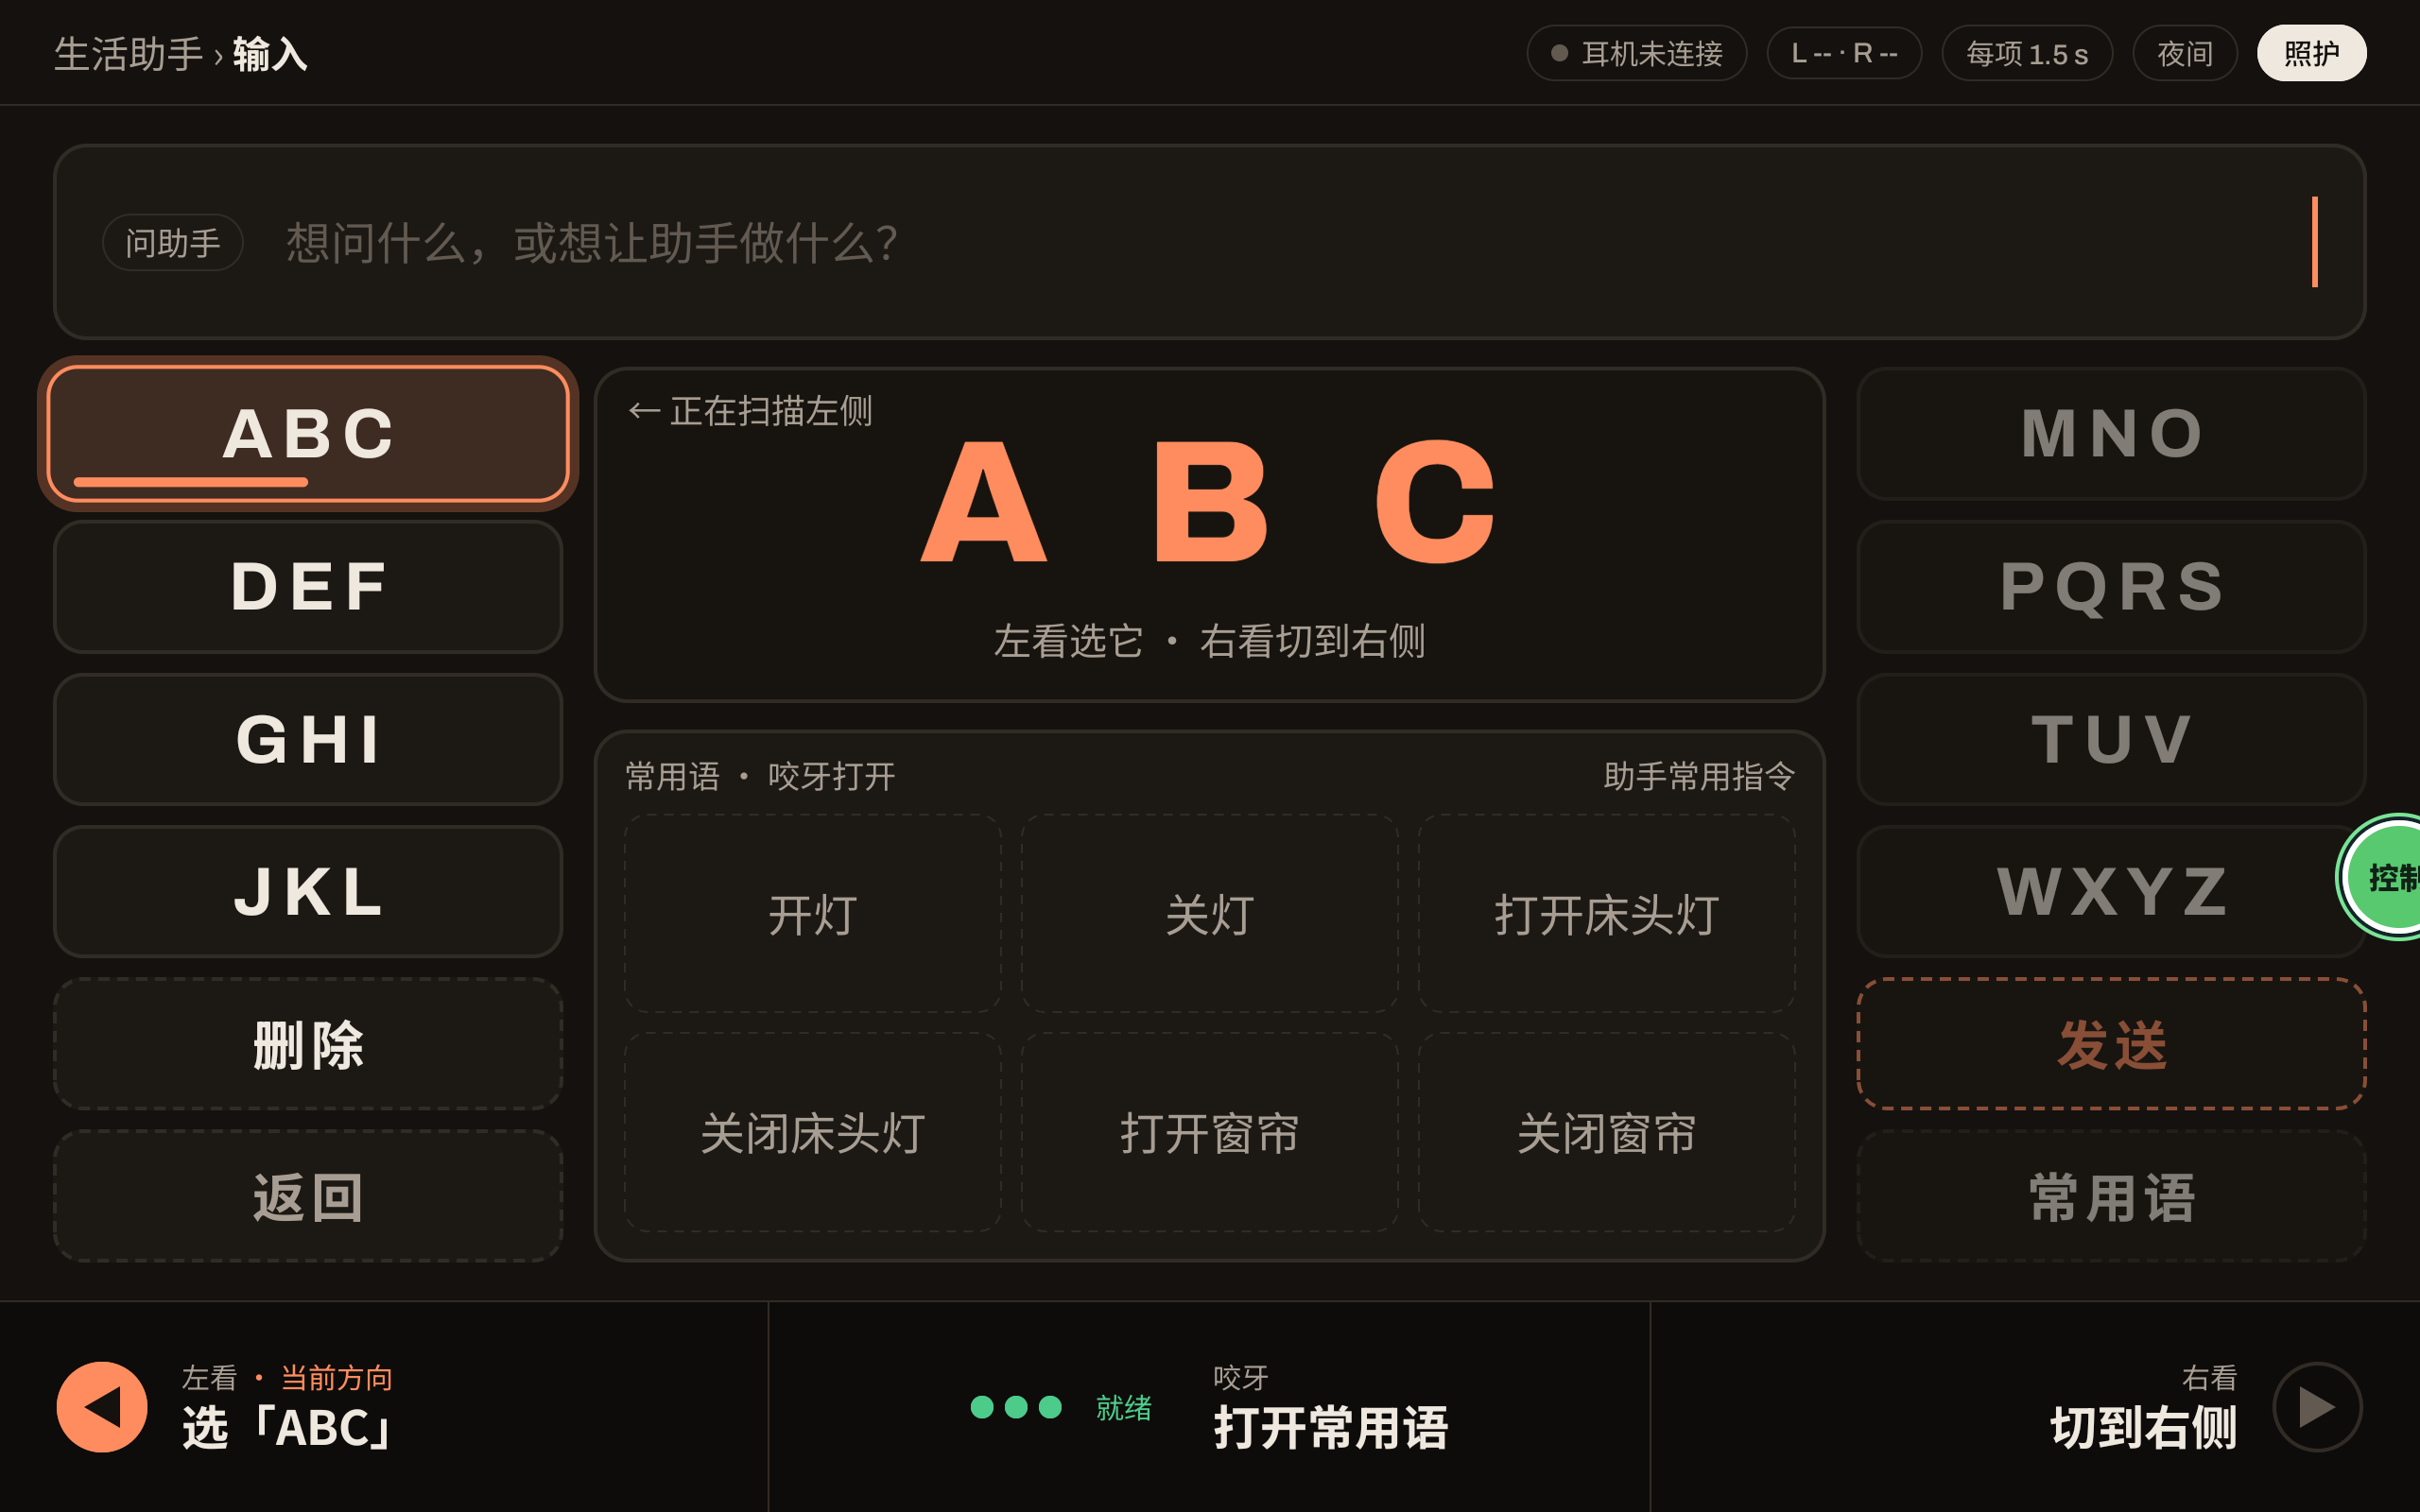 生活助手 › 输入
耳机未连接
L -- · R --
每项 1.5 s
夜间
照护
问助手
想问什么，或想让助手做什么？
ABC
DEF
GHI
JKL
删除
返回
← 正在扫描左侧
A B C
左看选它 · 右看切到右侧
常用语 · 咬牙打开
助手常用指令
开灯
关灯
打开床头灯
关闭床头灯
打开窗帘
关闭窗帘
MNO
PQRS
TUV
WXYZ
发送
常用语
控制
左看 · 当前方向
选「ABC」
就绪
咬牙
打开常用语
右看
切到右侧